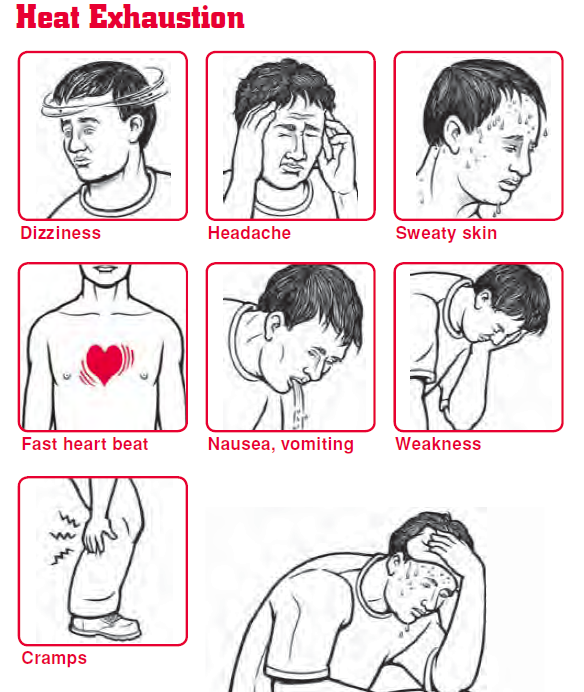 Heat Exhaustion
Dizziness
Headache
Sweaty skin
Fast heart beat
Nausea, vomiting
Weakness
Cramps